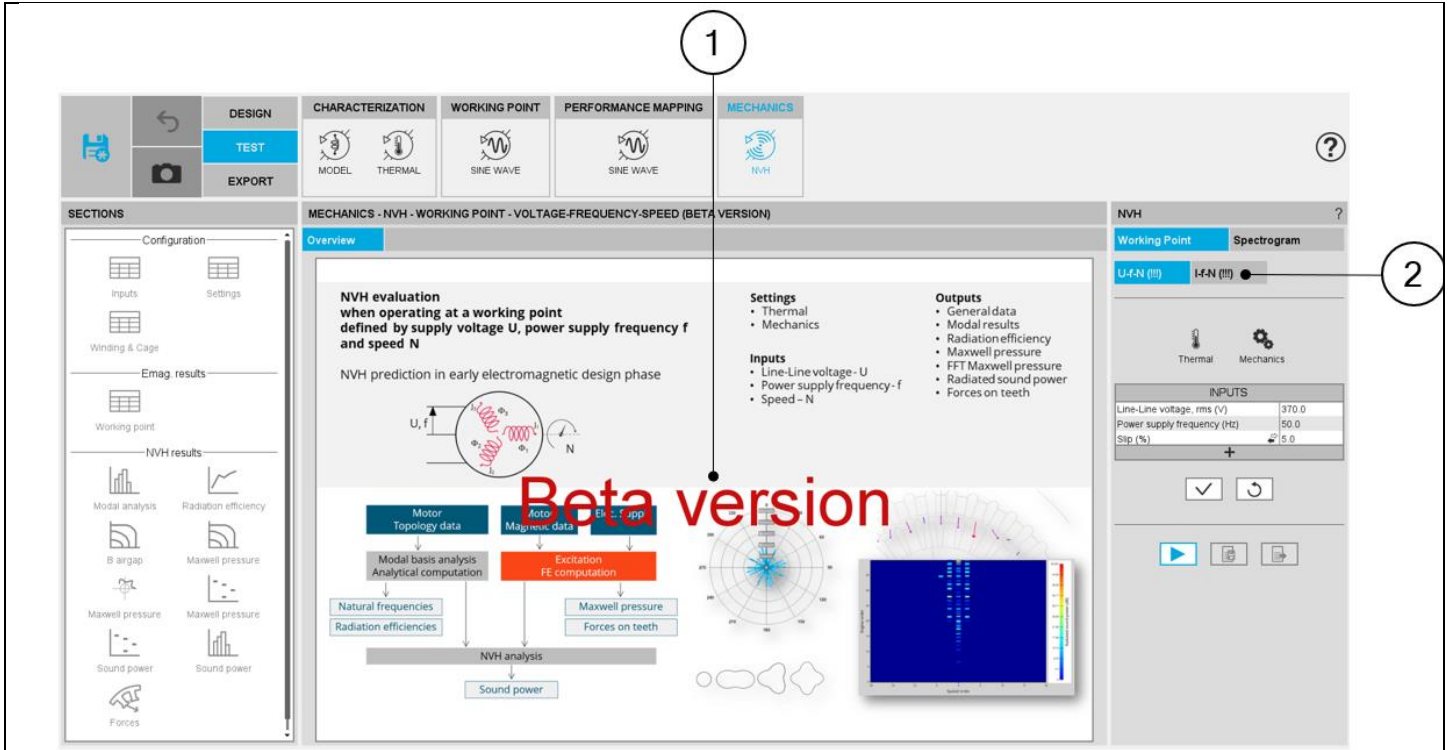 1
DESIGN
TEST
EXPORT
CHARACTERIZATION
MODEL
THERMAL
WORKING POINT
SINE WAVE
PERFORMANCE MAPPING
SINE WAVE
MECHANICS
NVH
?
SECTIONS
Configuration
Inputs
Settings
Winding & Cage
Emag. results
Working point
NVH results
Modal analysis
Radiation efficiency
B airgap
Maxwell pressure
Maxwell pressure
Maxwell pressure
Sound power
Sound power
Forces
MECHANICS - NVH - WORKING POINT - VOLTAGE-FREQUENCY-SPEED (BETA VERSION)
Overview
NVH evaluation
when operating at a working point
defined by supply voltage U, power supply frequency f
and speed N
NVH prediction in early electromagnetic design phase
U, f
N
Settings
• Thermal
• Mechanics
Inputs
• Line-Line voltage - U
• Power supply frequency - f
• Speed – N
Outputs
• General data
• Modal results
• Radiation efficiency
• Maxwell pressure
• FFT Maxwell pressure
• Radiated sound power
• Forces on teeth
Beta version
Motor
Topology data
Motor
Magnetic data
Elec. Supply
Modal basis analysis
Analytical computation
Excitation
FE computation
Natural frequencies
Radiation efficiencies
Maxwell pressure
Forces on teeth
NVH analysis
Sound power
NVH ?
Working Point
Spectrogram
U-f-N (!!!)
I-f-N (!!!)
2
Thermal
Mechanics
INPUTS
Line-Line voltage, rms (V) 370.0
Power supply frequency (Hz) 50.0
Slip (%) 5.0
+